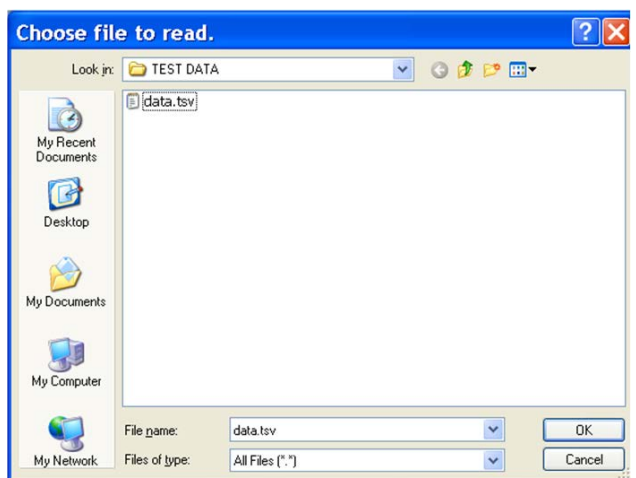 Choose file to read.
Look in: TEST DATA
data.tsv
My Recent
Documents
Desktop
My Documents
My Computer
My Network
File name: data.tsv OK
Files of type: All Files (*.*) Cancel